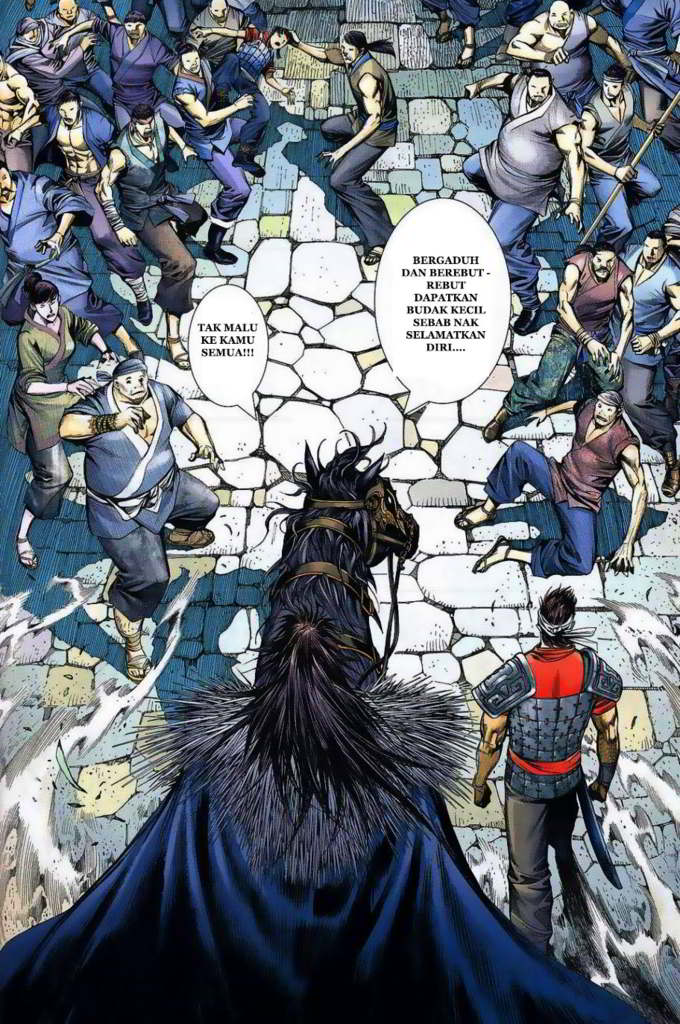 TAK MALU
KE KAMU
SEMUA!!!
BERGADUH
DAN BEREBUT -
REBUT
DAPATKAN
BUDAK KECIL
SEBAB NAK
SELAMATKAN
DIRI....